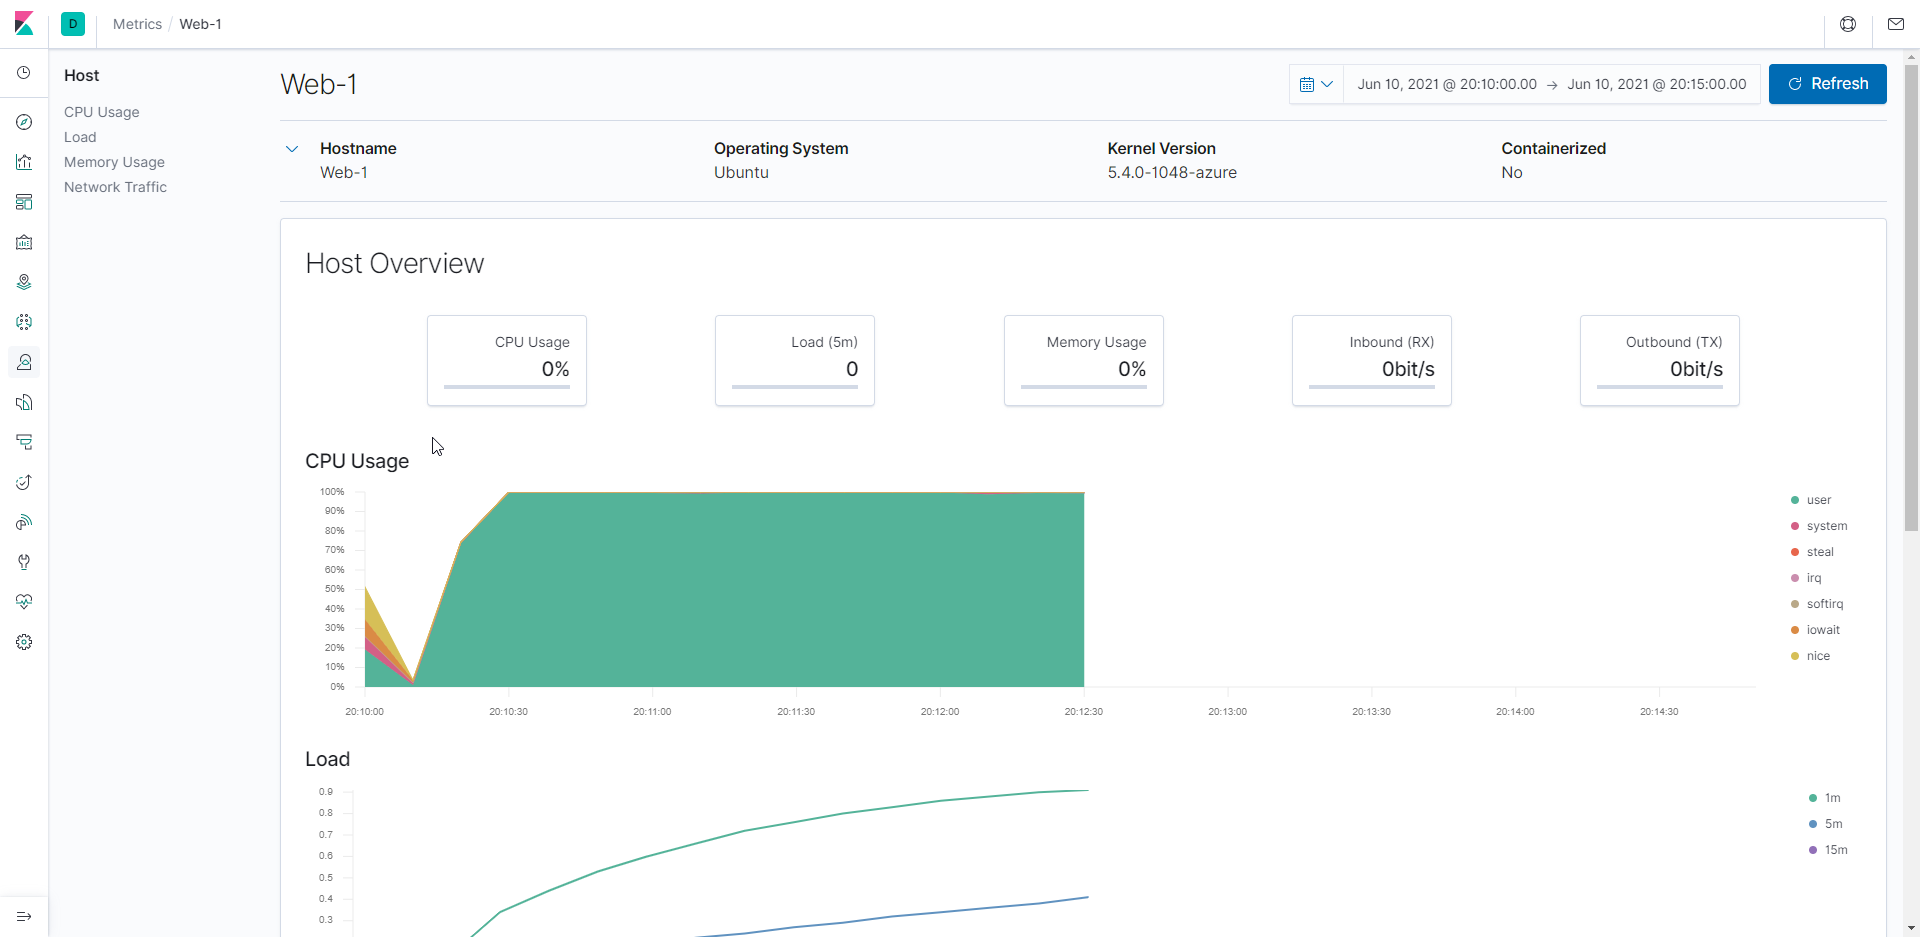 D Metrics / Web-1
Host
CPU Usage
Load
Memory Usage
Network Traffic
Web-1
Jun 10, 2021 @ 20:10:00.00 → Jun 10, 2021 @ 20:15:00.00 Refresh
Hostname Operating System Kernel Version Containerized
Web-1 Ubuntu 5.4.0-1048-azure No
Host Overview
CPU Usage Load (5m) Memory Usage Inbound (RX) Outbound (TX)
0% 0 0% 0bit/s 0bit/s
CPU Usage
100%
90%
80%
70%
60%
50%
40%
30%
20%
10%
0%
20:10:00 20:10:30 20:11:00 20:11:30 20:12:00 20:12:30 20:13:00 20:13:30 20:14:00 20:14:30
user
system
steal
irq
softirq
iowait
nice
Load
0.9
0.8
0.7
0.6
0.5
0.4
0.3
1m
5m
15m